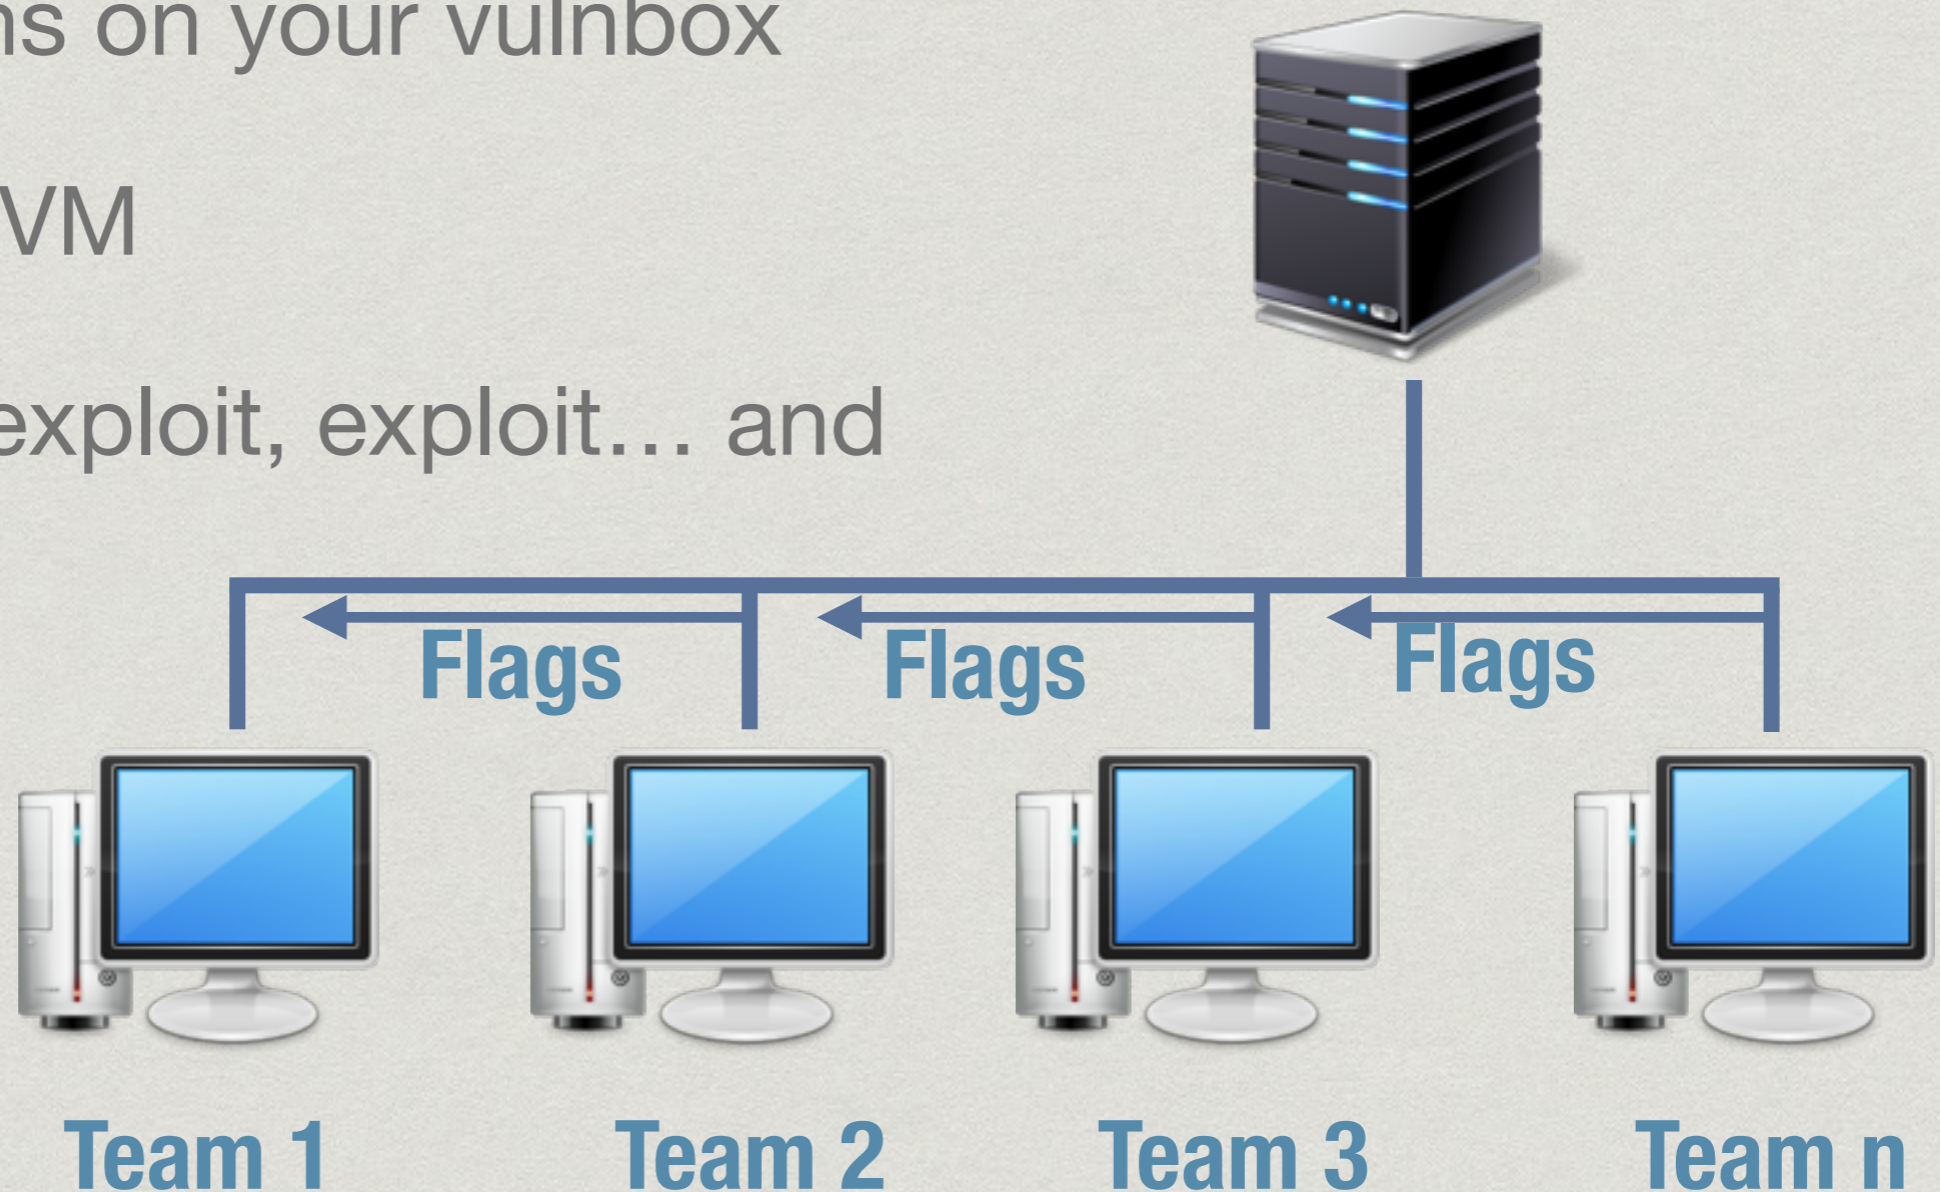 ns on your vulnbox
VM
exploit, exploit… and
Flags Flags Flags
Team 1 Team 2 Team 3 Team n